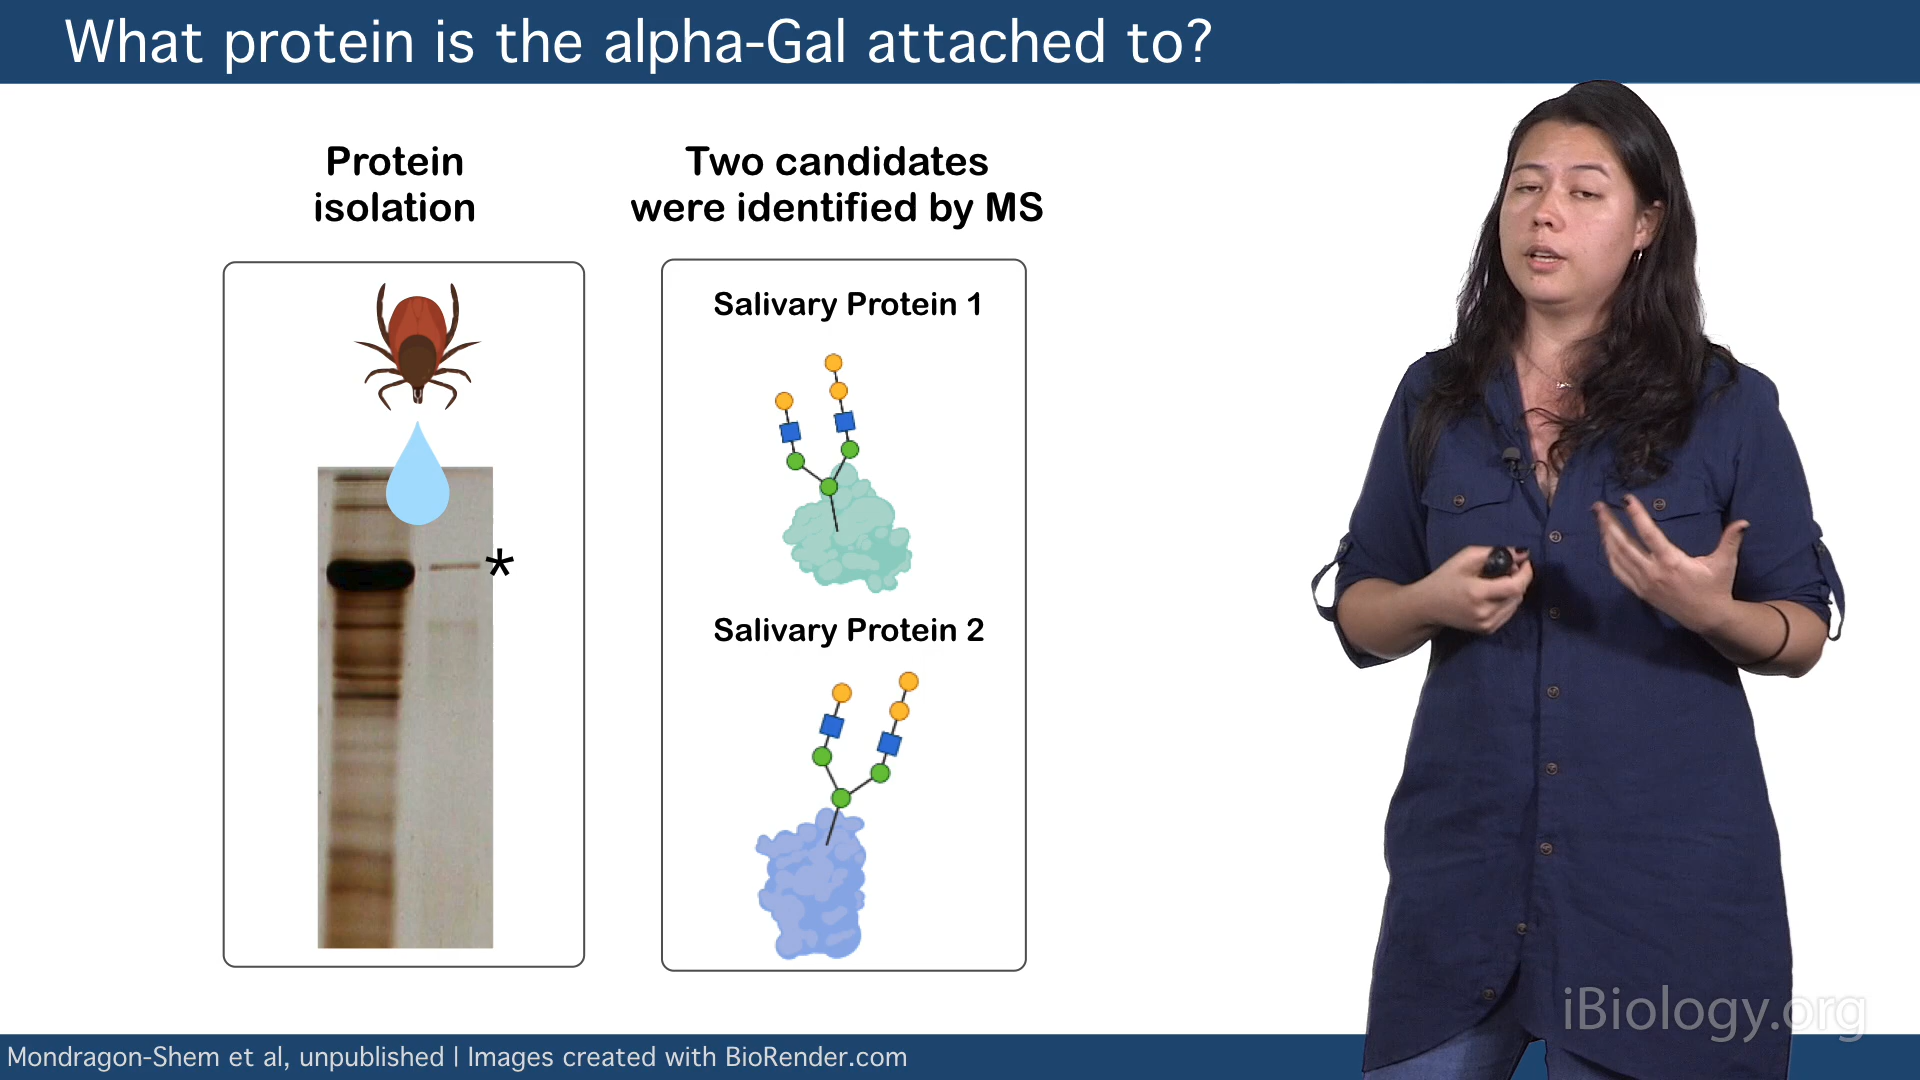 What protein is the alpha-Gal attached to?
Protein
isolation
Two candidates
were identified by MS
Salivary Protein 1
*
Salivary Protein 2
iBiology.org
Mondragon-Shem et al, unpublished | Images created with BioRender.com